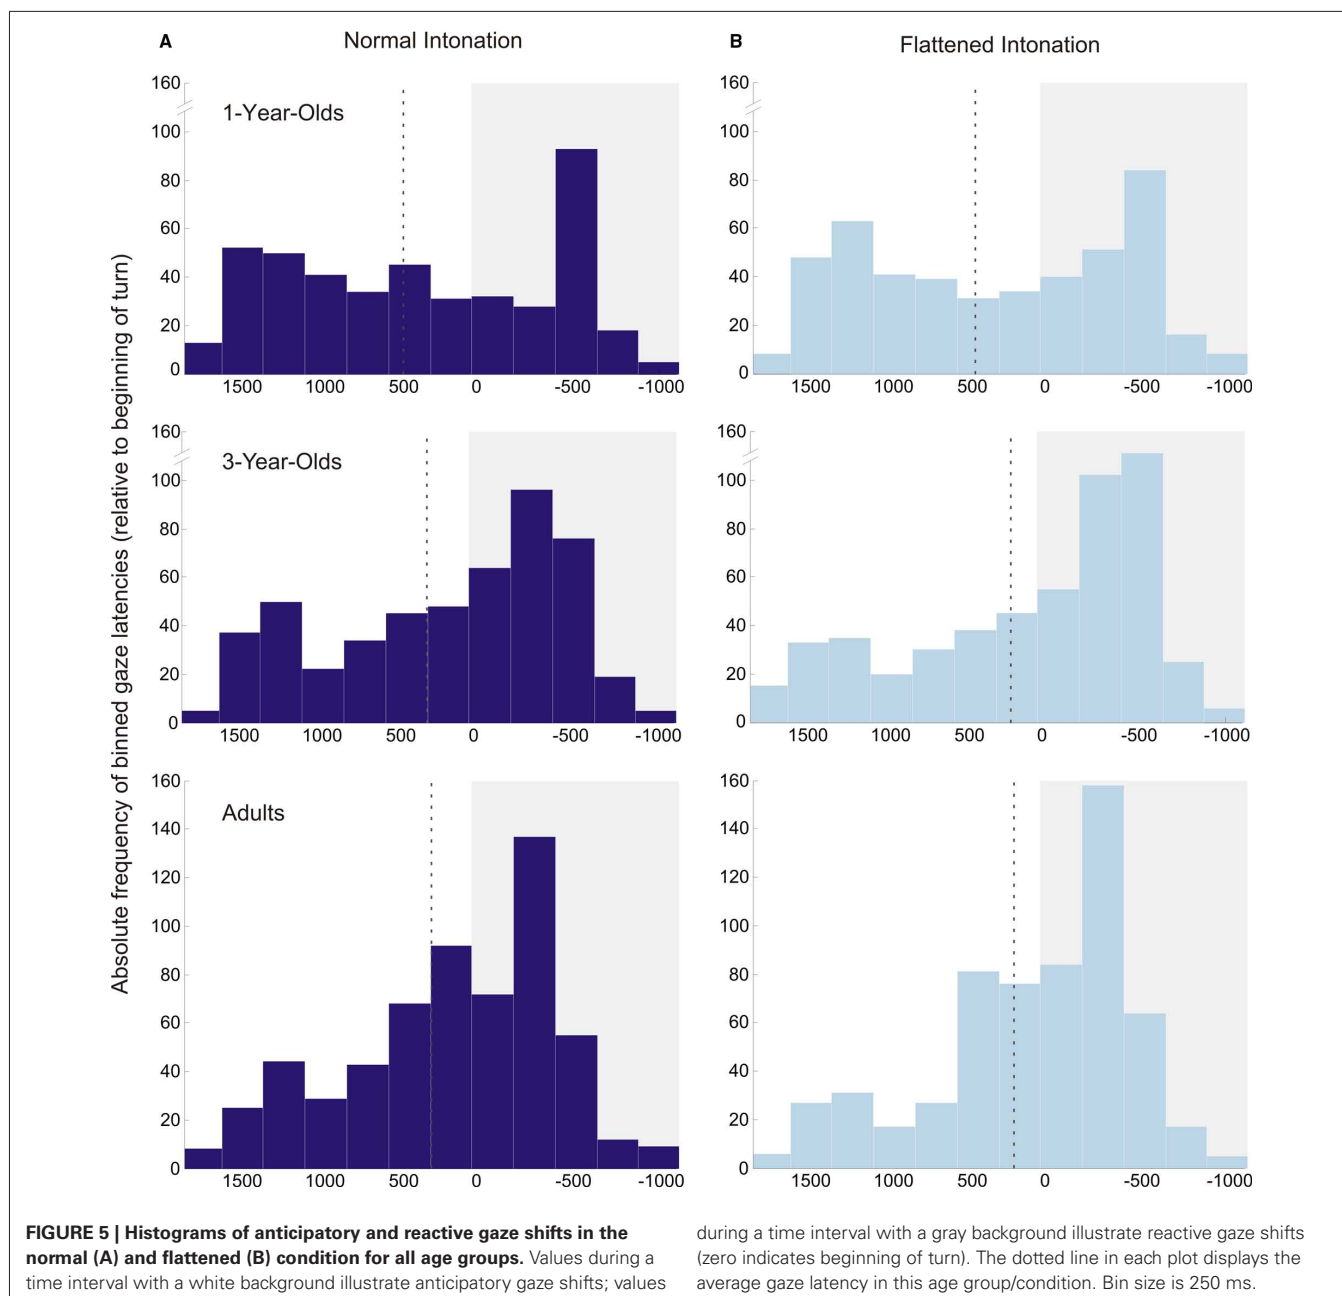 A
Normal Intonation
B
Flattened Intonation
Absolute frequency of binned gaze latencies (relative to beginning of turn)
1-Year-Olds
160
100
80
60
40
20
0
1500 1000 500 0 -500 -1000
160
100
80
60
40
20
0
1500 1000 500 0 -500 -1000
3-Year-Olds
160
100
80
60
40
20
0
1500 1000 500 0 -500 -1000
160
100
80
60
40
20
0
1500 1000 500 0 -500 -1000
Adults
160
140
120
100
80
60
40
20
0
1500 1000 500 0 -500 -1000
160
140
120
100
80
60
40
20
0
1500 1000 500 0 -500 -1000
FIGURE 5 | Histograms of anticipatory and reactive gaze shifts in the
normal (A) and flattened (B) condition for all age groups. Values during a
time interval with a white background illustrate anticipatory gaze shifts; values
during a time interval with a gray background illustrate reactive gaze shifts
(zero indicates beginning of turn). The dotted line in each plot displays the
average gaze latency in this age group/condition. Bin size is 250 ms.